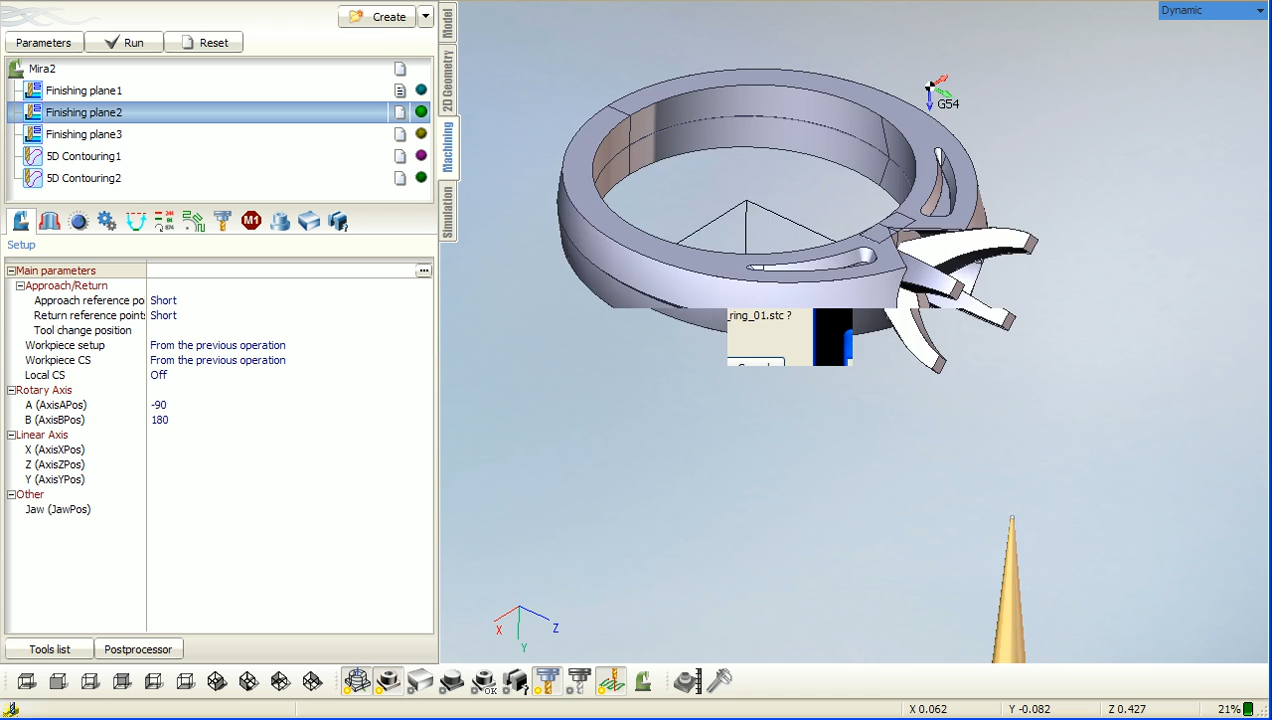 Create
Dynamic
Parameters
Run
Reset
Model
2D Geometry
Machining
Simulation
Mira2
Finishing plane1
Finishing plane2
Finishing plane3
5D Contouring1
5D Contouring2
G54
M1
Setup
Main parameters
Approach/Return
Approach reference po Short
Return reference points Short
Tool change position
Workpiece setup From the previous operation
Workpiece CS From the previous operation
Local CS Off
Rotary Axis
A (AxisAPos) -90
B (AxisBPos) 180
Linear Axis
X (AxisXPos)
Z (AxisZPos)
Y (AxisYPos)
Other
Jaw (JawPos)
_ring_01.stc ?
X
Z
Y
Tools list
Postprocessor
OK
X 0.062
Y -0.082
Z 0.427
21%